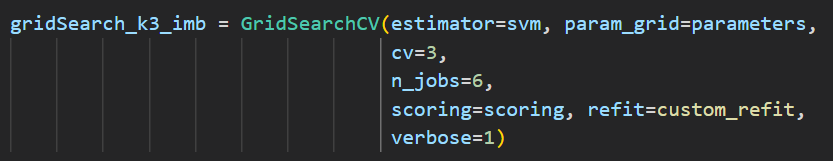 gridSearch_k3_imb = GridSearchCV(estimator=svm, param_grid=parameters,
cv=3,
n_jobs=6,
scoring=scoring, refit=custom_refit,
verbose=1)